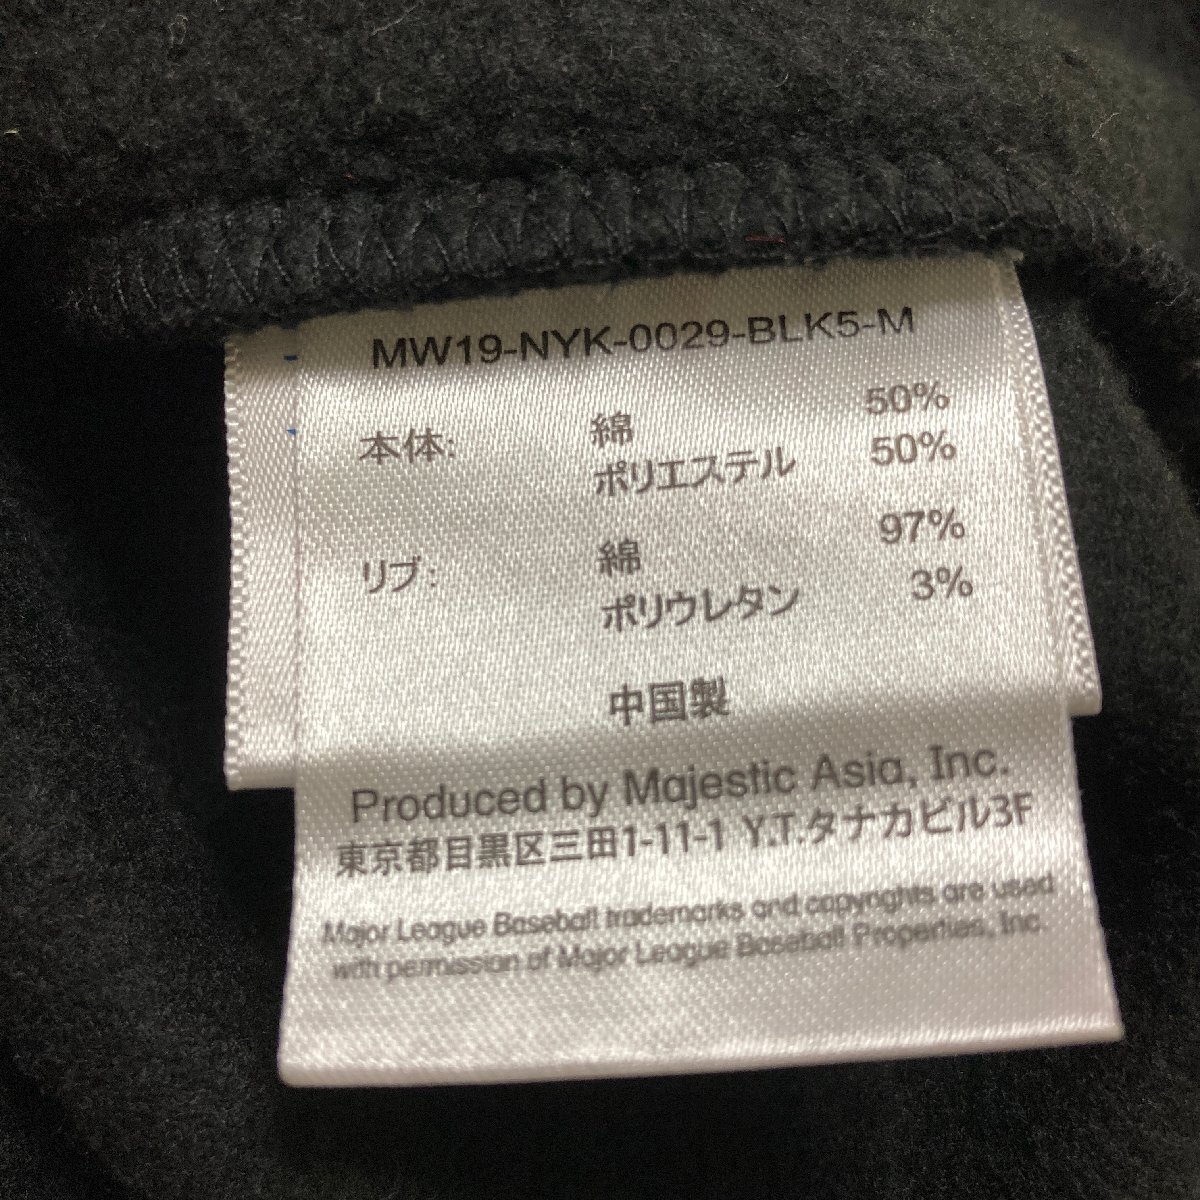 MW19-NYK-0029-BLK5-M
本体: 綿 50%
ポリエステル 50%
リブ: 綿 97%
ポリウレタン 3%
中国製
Produced by Majestic Asia, Inc.
東京都目黒区三田1-11-1 Y.T.タナカビル3F
Major League Baseball trademarks and copyrights are used
with permission of Major League Baseball Properties, Inc.